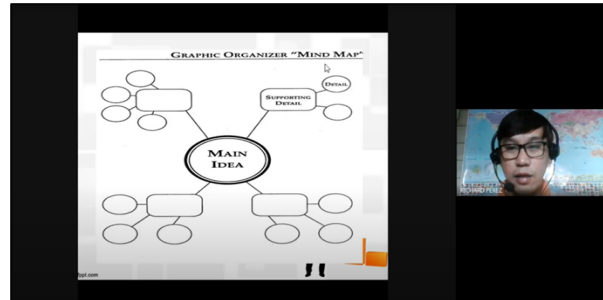 GRAPHIC ORGANIZER "MIND MAP"
DETAIL
SUPPORTING
DETAIL
MAIN
IDEA
RICHARD PEREZ